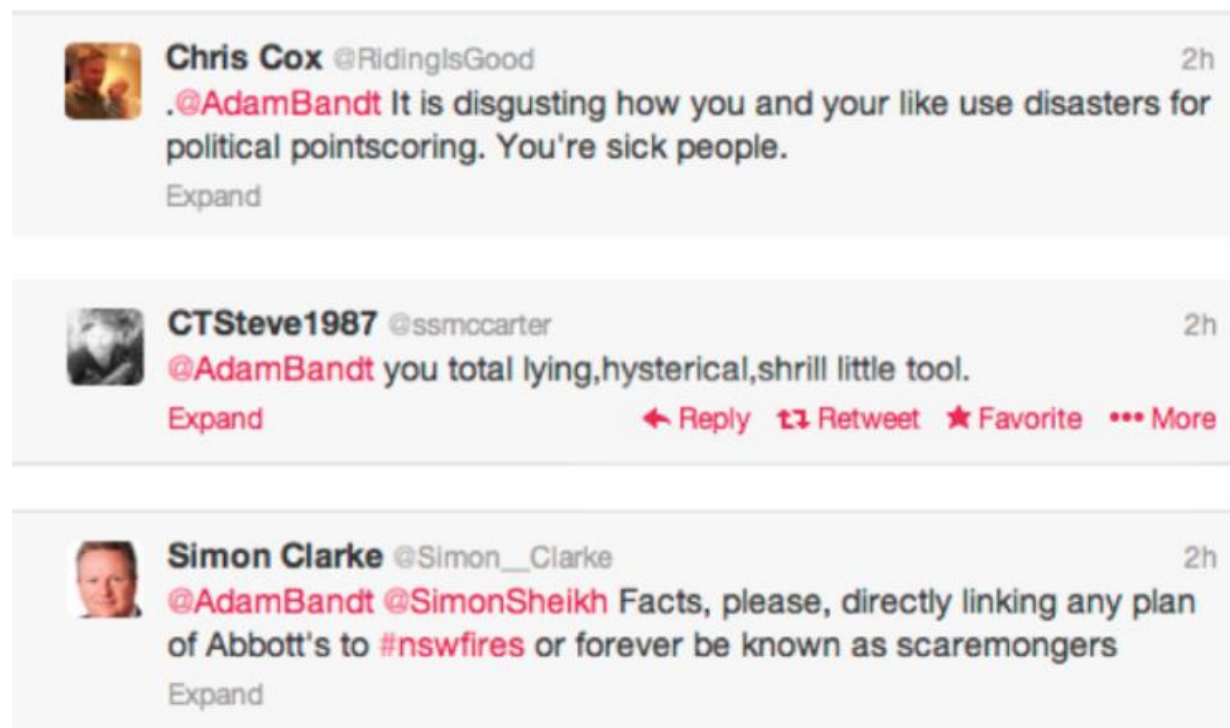 Chris Cox @RidingIsGood 2h
.@AdamBandt It is disgusting how you and your like use disasters for
political pointscoring. You're sick people.
Expand
CTSteve1987 @ssmccarter 2h
@AdamBandt you total lying,hysterical,shrill little tool.
Expand Reply Retweet Favorite More
Simon Clarke @Simon__Clarke 2h
@AdamBandt @SimonSheikh Facts, please, directly linking any plan
of Abbott's to #nswfires or forever be known as scaremongers
Expand